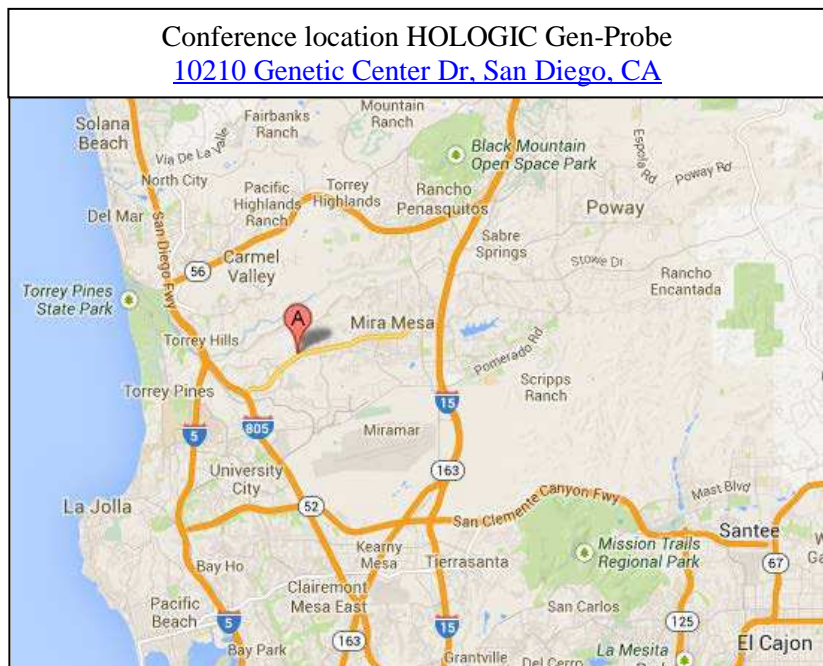 Conference location HOLOGIC Gen-Probe
10210 Genetic Center Dr, San Diego, CA
Solana
Beach
Fairbanks
Ranch
Mountain
Ranch
Via De La Valle
North City
Black Mountain
Open Space Park
Espola Rd
Poway Rd
Del Mar
San Diego Fwy
Pacific
Highlands
Ranch
Torrey
Highlands
Rancho
Penasquitos
Poway
Sabre
Springs
Stowe Dr
Rancho
Encantada
56
Carmel
Valley
Torrey Pines
State Park
A
Mira Mesa
Torrey Hills
Pomerado Rd
Scripps
Ranch
Torrey Pines
15
5
805
Miramar
163
University
City
La Jolla
52
San Clemente Canyon Fwy
Mast Blvd
Santee
Kearny
Mesa
Tierrasanta
Mission Trails
Regional Park
67
Bay Ho
Clairemont
Mesa East
Pacific
Beach
5
163
15
San Carlos
125
El Cajon
Bay Park
Grantville
Del Cerro
La Mesita